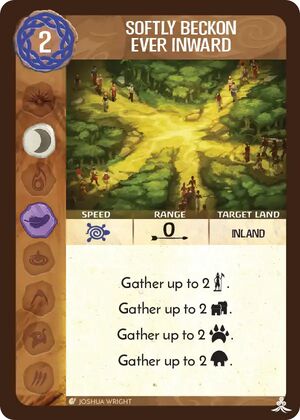 2
SOFTLY BECKON
EVER INWARD
SPEED
RANGE
TARGET LAND
0
INLAND
Gather up to 2 .
Gather up to 2 .
Gather up to 2 .
Gather up to 2 .
JOSHUA WRIGHT